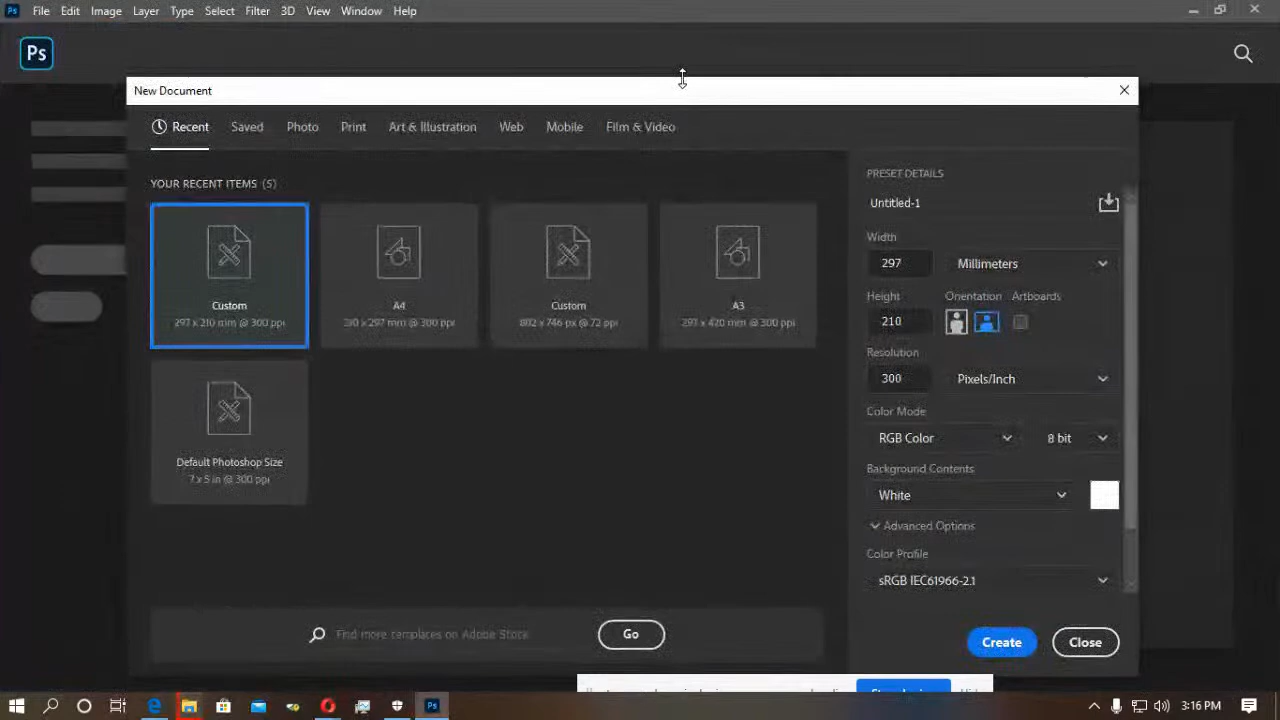 File Edit Image Layer Type Select Filter 3D View Window Help
Ps
New Document
Recent Saved Photo Print Art & Illustration Web Mobile Film & Video
YOUR RECENT ITEMS (5)
Custom
297 x 210 mm @ 300 ppi
A4
210 x 297 mm @ 300 ppi
Custom
802 x 746 px @ 72 ppi
A3
297 x 420 mm @ 300 ppi
Default Photoshop Size
7 x 5 in @ 300 ppi
Find more templates on Adobe Stock
Go
PRESET DETAILS
Untitled-1
Width
297 Millimeters
Height Orientation Artboards
210
Resolution
300 Pixels/Inch
Color Mode
RGB Color 8 bit
Background Contents
White
Advanced Options
Color Profile
sRGB IEC61966-2.1
Create Close
3:16 PM